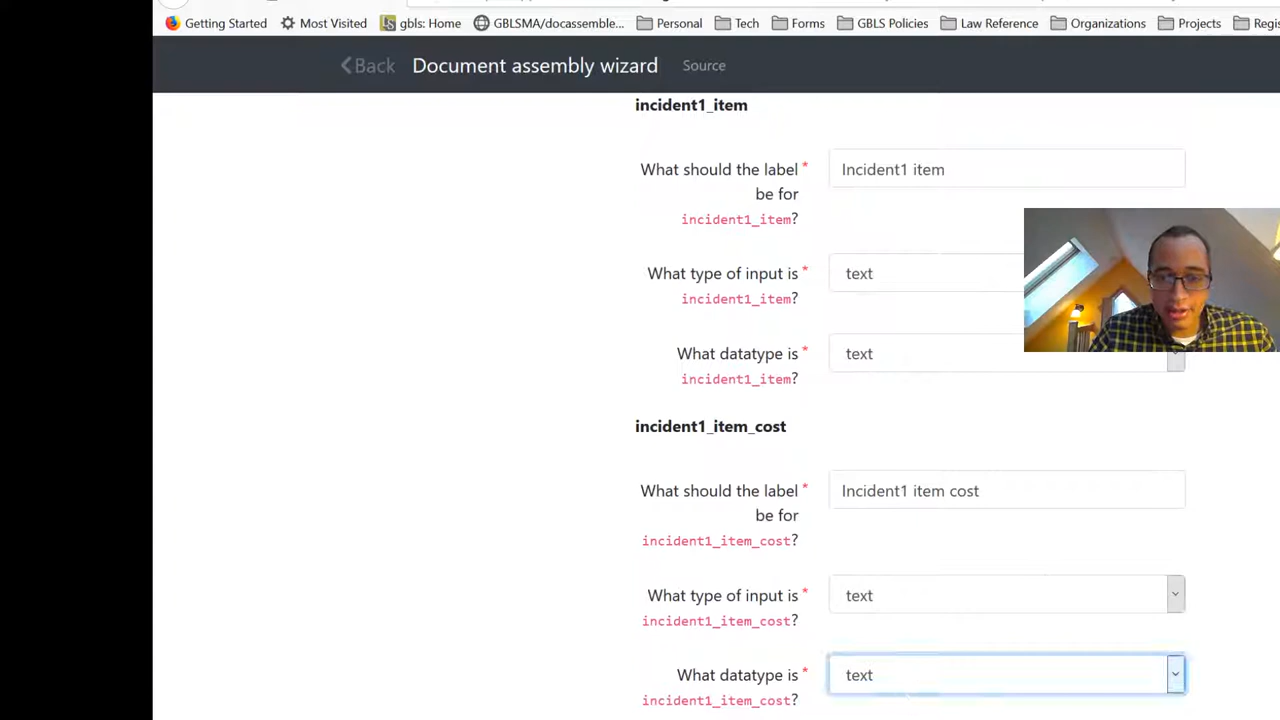 Getting Started Most Visited gbls: Home GBLSMA/docassemble... Personal Tech Forms GBLS Policies Law Reference Organizations Projects Regis
Back Document assembly wizard Source
incident1_item
What should the label * Incident1 item
be for
incident1_item?
What type of input is * text
incident1_item?
What datatype is * text
incident1_item?
incident1_item_cost
What should the label * Incident1 item cost
be for
incident1_item_cost?
What type of input is * text
incident1_item_cost?
What datatype is * text
incident1_item_cost?